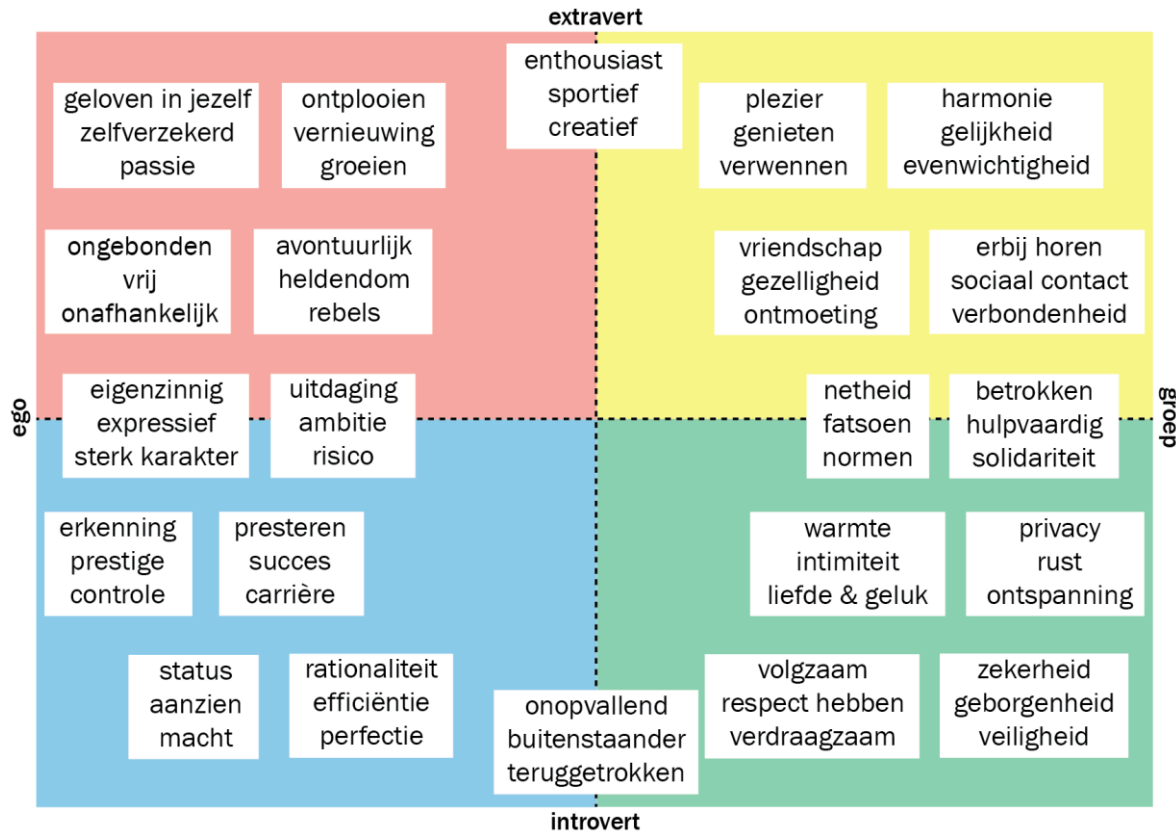 extravert
enthousiast
sportief
creatief
geloven in jezelf
zelfverzekerd
passie
ontplooien
vernieuwing
groeien
plezier
genieten
verwennen
harmonie
gelijkheid
evenwichtigheid
ongebonden
vrij
onafhankelijk
avontuurlijk
heldendom
rebels
vriendschap
gezelligheid
ontmoeting
erbij horen
sociaal contact
verbondenheid
ego
eigenzinnig
expressief
sterk karakter
uitdaging
ambitie
risico
netheid
fatsoen
normen
betrokken
hulpvaardig
solidariteit
groep
erkenning
prestige
controle
presteren
succes
carrière
warmte
intimiteit
liefde & geluk
privacy
rust
ontspanning
status
aanzien
macht
rationaliteit
efficiëntie
perfectie
onopvallend
buitenstaander
teruggetrokken
volgzaam
respect hebben
verdraagzaam
zekerheid
geborgenheid
veiligheid
introvert